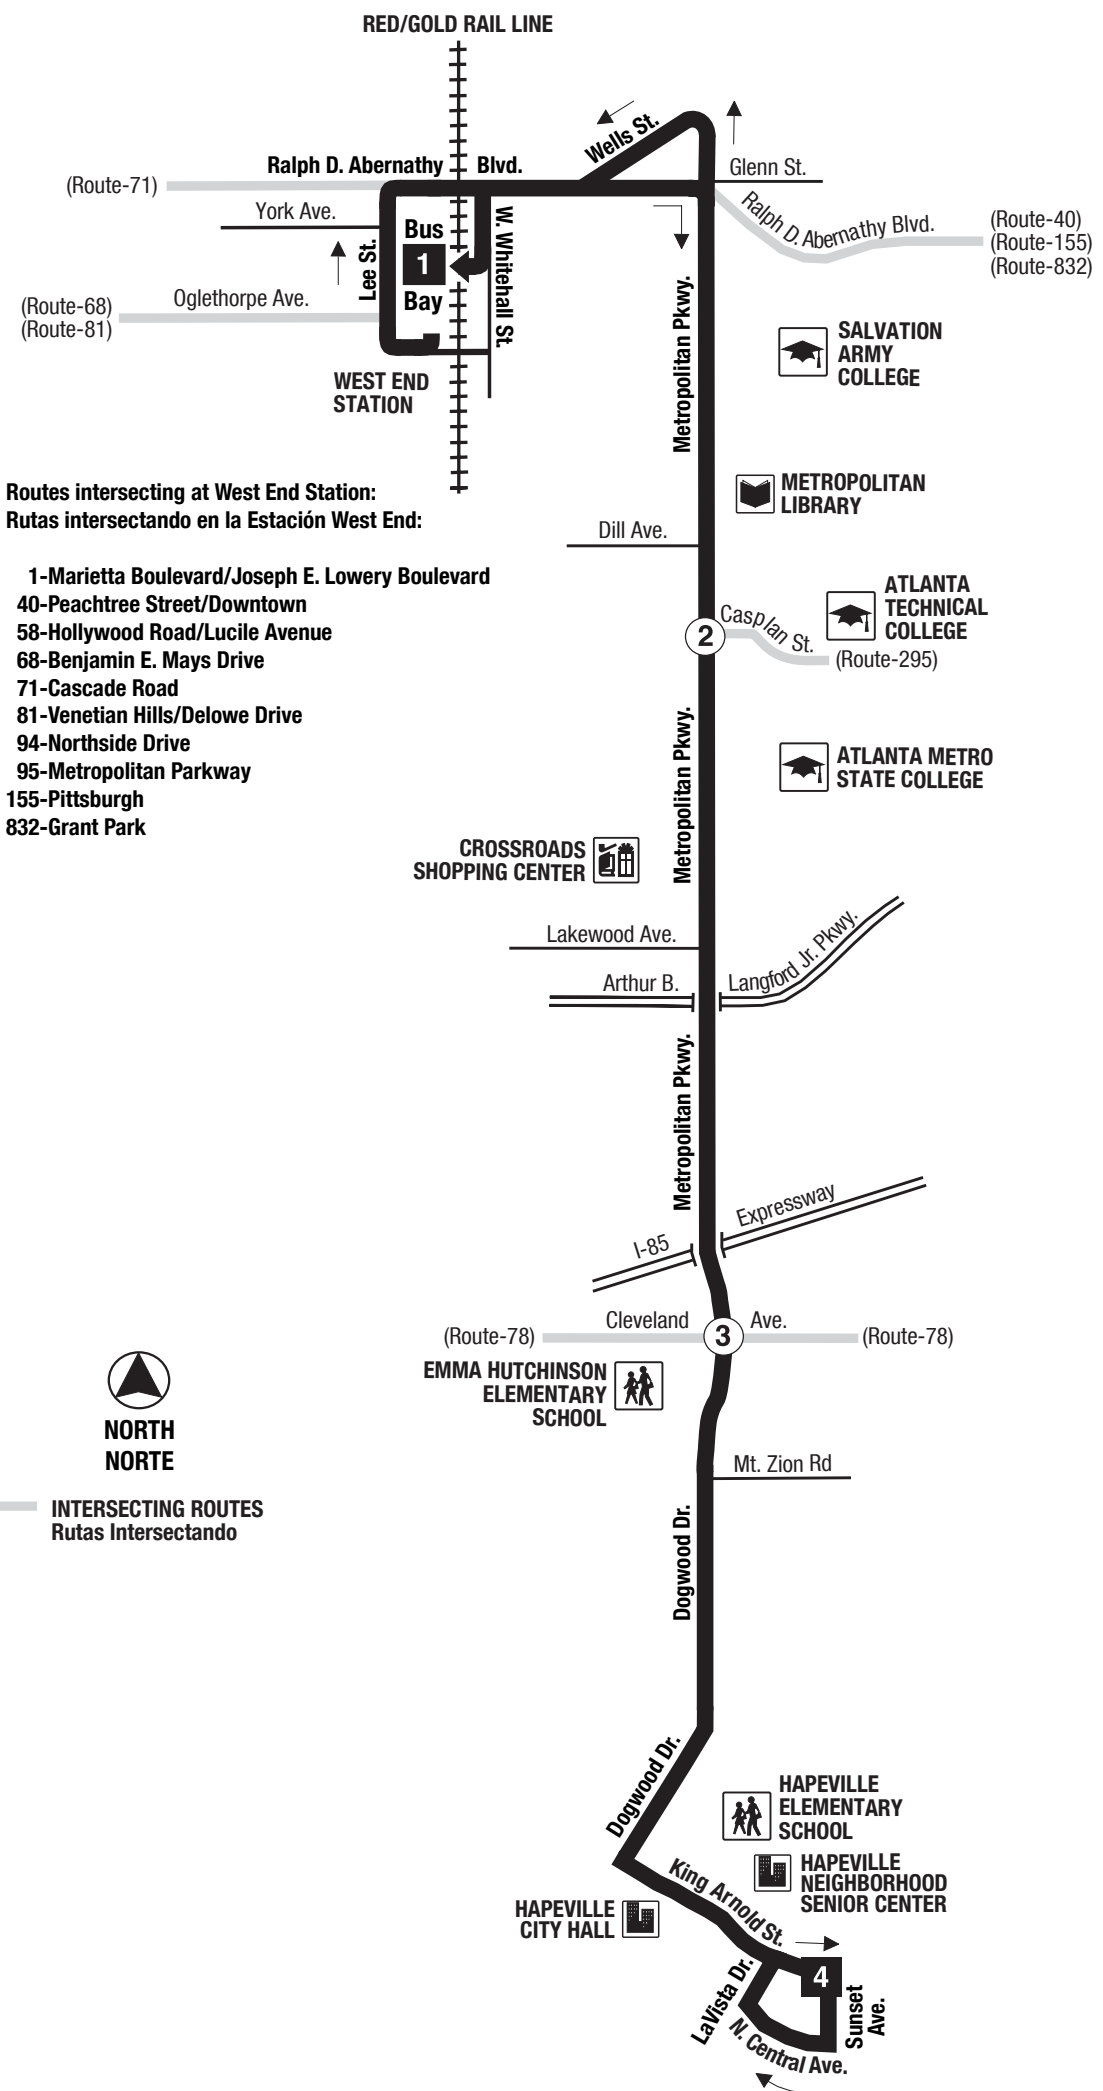 RED/GOLD RAIL LINE
Wells St.
Ralph D. Abernathy Blvd.
Glenn St.
(Route-71)
York Ave.
Ralph D. Abernathy Blvd.
(Route-40)
(Route-155)
(Route-832)
Bus
1
Bay
Lee St.
W. Whitehall St.
Oglethorpe Ave.
(Route-68)
(Route-81)
Metropolitan Pkwy.
SALVATION
ARMY
COLLEGE
WEST END
STATION
METROPOLITAN
LIBRARY
Routes intersecting at West End Station:
Rutas intersectando en la Estación West End:
1-Marietta Boulevard/Joseph E. Lowery Boulevard
40-Peachtree Street/Downtown
58-Hollywood Road/Lucile Avenue
68-Benjamin E. Mays Drive
71-Cascade Road
81-Venetian Hills/Delowe Drive
94-Northside Drive
95-Metropolitan Parkway
155-Pittsburgh
832-Grant Park
Dill Ave.
ATLANTA
TECHNICAL
COLLEGE
2
Casplan St.
(Route-295)
Metropolitan Pkwy.
ATLANTA METRO
STATE COLLEGE
CROSSROADS
SHOPPING CENTER
Lakewood Ave.
Arthur B. Langford Jr. Pkwy.
Metropolitan Pkwy.
I-85 Expressway
Cleveland Ave.
(Route-78)
3
(Route-78)
EMMA HUTCHINSON
ELEMENTARY
SCHOOL
NORTH
NORTE
Mt. Zion Rd
INTERSECTING ROUTES
Rutas Intersectando
Dogwood Dr.
Dogwood Dr.
HAPEVILLE
ELEMENTARY
SCHOOL
King Arnold St.
HAPEVILLE
NEIGHBORHOOD
SENIOR CENTER
HAPEVILLE
CITY HALL
4
LaVista Dr.
Sunset
Ave.
N. Central Ave.